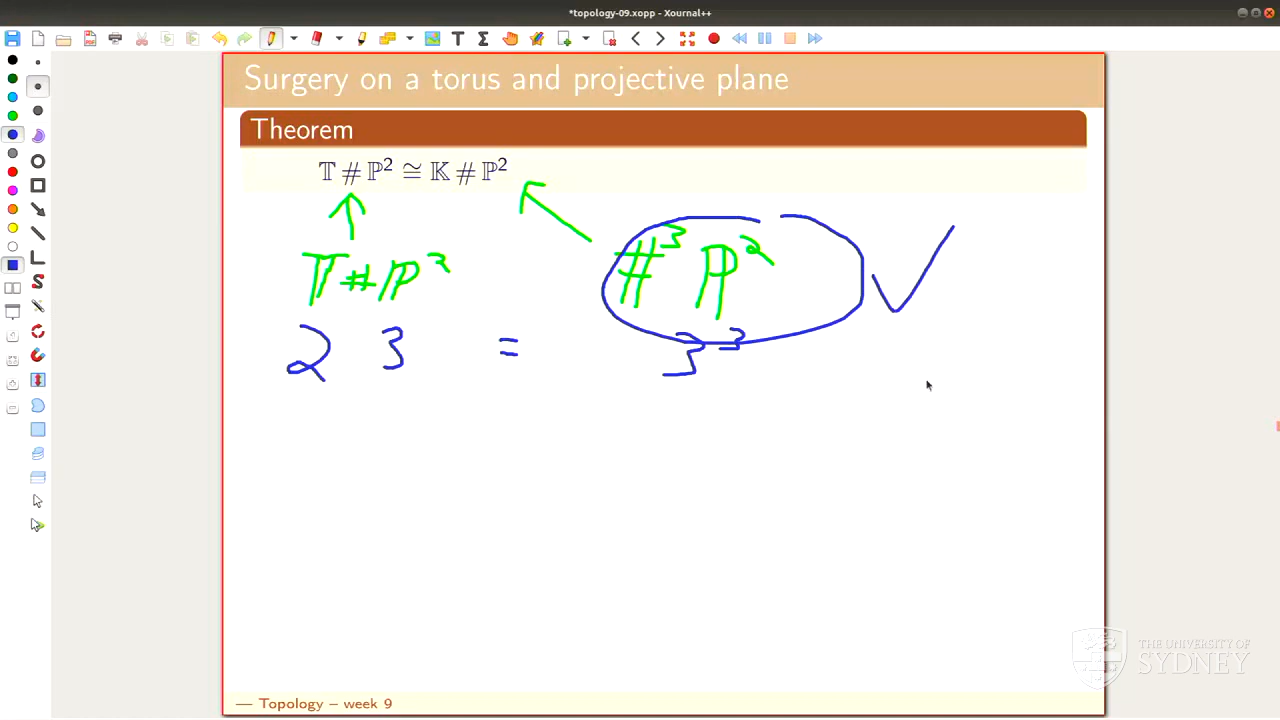 *topology-09.xopp - Xournal++
Surgery on a torus and projective plane
Theorem
𝕋 # ℙ² ≅ 𝕂 # ℙ²
𝕋 # ℙ² #³ ℙ²
2 3 = 3³
— Topology – week 9
THE UNIVERSITY OF
SYDNEY